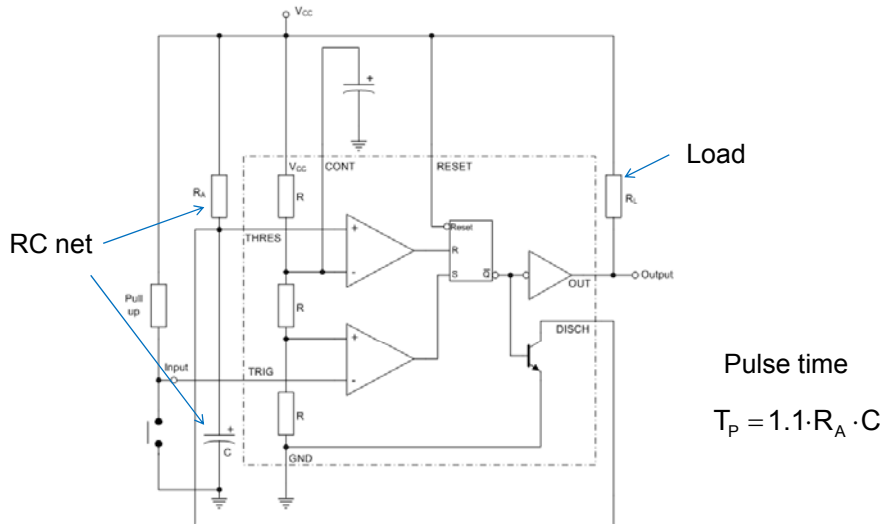 Vcc
+
Vcc
CONT
RESET
Load
RA
R
RL
RC net
THRES
+
-
Reset
R
S
Q
OUT
Output
Pull
up
R
DISCH
Input
TRIG
+
-
R
C
+
GND
Pulse time
TP = 1.1·RA·C